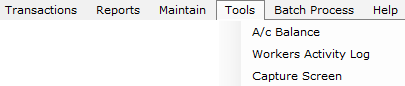 Transactions Reports Maintain Tools Batch Process Help
A/c Balance
Workers Activity Log
Capture Screen